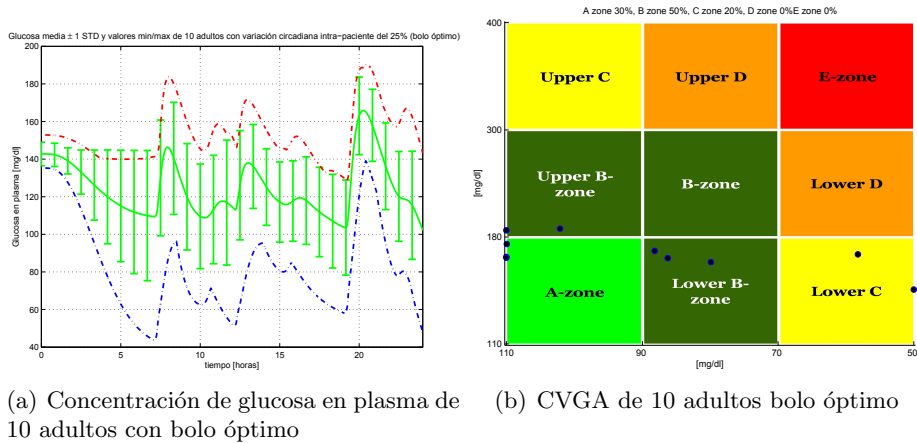 Glucosa media ± 1 STD y valores min/max de 10 adultos con variación circadiana intra−paciente del 25% (bolo óptimo)
200
180
160
140
120
100
80
60
40
Glucosa en plasma [mg/dl]
0
5
10
15
20
tiempo [horas]
(a) Concentración de glucosa en plasma de
10 adultos con bolo óptimo
A zone 30%, B zone 50%, C zone 20%, D zone 0%E zone 0%
400
300
180
110
[mg/dl]
Upper C
Upper D
E-zone
Upper B-
zone
B-zone
Lower D
A-zone
Lower B-
zone
Lower C
110
90
70
50
[mg/dl]
(b) CVGA de 10 adultos bolo óptimo